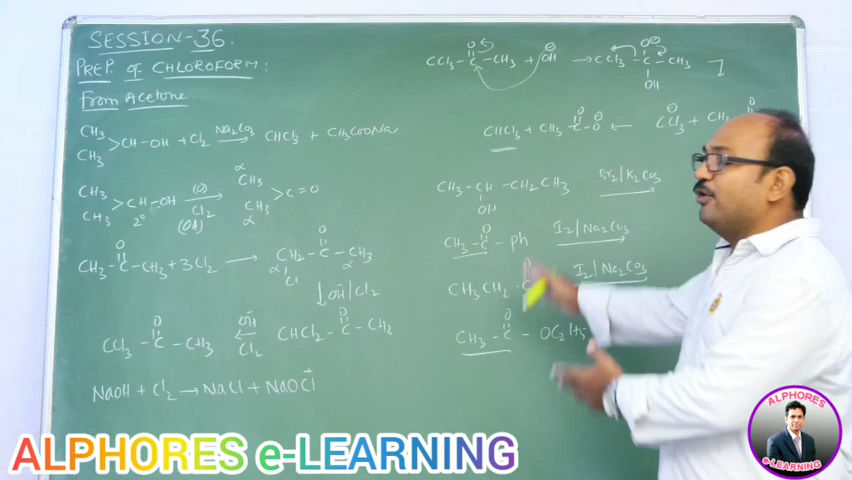 SESSION-36:
PREP. OF CHLOROFORM:
From Acetone
CH3
>CH-OH + Cl2 Na2CO3 → CHCl3 + CH3COONa
CH3
CH3
>CH-OH (O) → α CH3
CH3 2° Cl2 (OH) CH3 >C=O
α
O
CH3-C-CH3 + 3Cl2 → CH2-C-CH3
α Cl α
↓ OH/Cl2
CCl3-C-CH3 ← OH Cl2 CHCl2-C-CH3
NaOH + Cl2 → NaCl + NaOCl
CCl3-C-CH3 + OH → CCl3-C-CH3
O OH
CHCl3 + CH3-C-O ← CCl3 + CH3
CH3-CH-CH2CH3 Br2/K2CO3 →
OH
CH3-C-ph I2/Na2CO3 →
CH3CH2-C I2/Na2CO3 →
CH3-C-OC2H5
ALPHORES e-LEARNING
ALPHORES
e-LEARNING